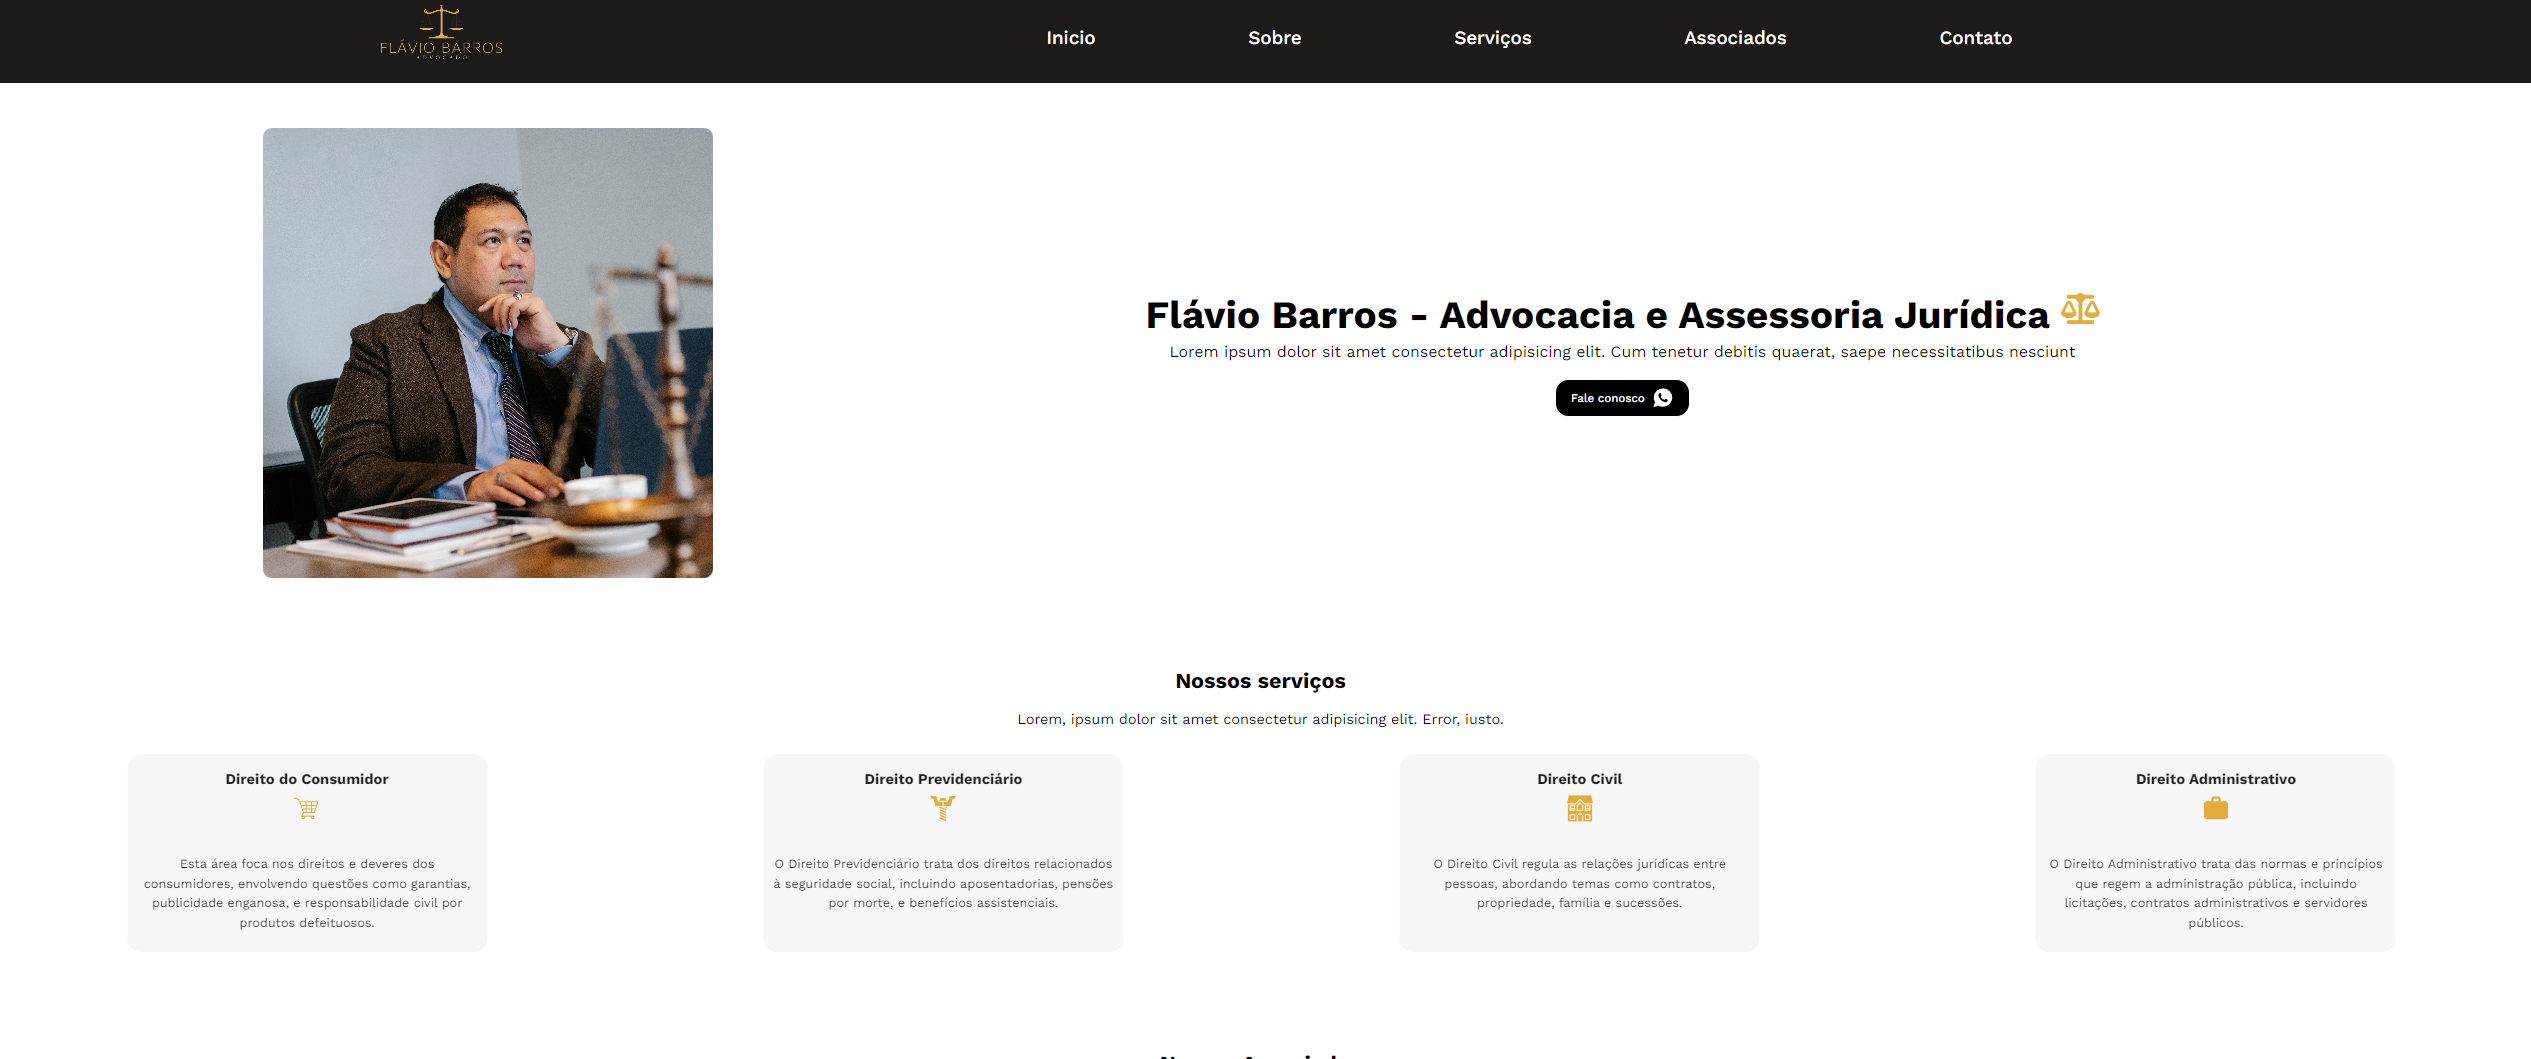 FLÁVIO BARROS
ADVOCADO
Inicio
Sobre
Serviços
Associados
Contato
Flávio Barros - Advocacia e Assessoria Jurídica
Lorem ipsum dolor sit amet consectetur adipisicing elit. Cum tenetur debitis quaerat, saepe necessitatibus nesciunt
Fale conosco
Nossos serviços
Lorem, ipsum dolor sit amet consectetur adipisicing elit. Error, iusto.
Direito do Consumidor
Esta área foca nos direitos e deveres dos
consumidores, envolvendo questões como garantias,
publicidade enganosa, e responsabilidade civil por
produtos defeituosos.
Direito Previdenciário
O Direito Previdenciário trata dos direitos relacionados
à seguridade social, incluindo aposentadorias, pensões
por morte, e benefícios assistenciais.
Direito Civil
O Direito Civil regula as relações jurídicas entre
pessoas, abordando temas como contratos,
propriedade, família e sucessões.
Direito Administrativo
O Direito Administrativo trata das normas e princípios
que regem a administração pública, incluindo
licitações, contratos administrativos e servidores
públicos.